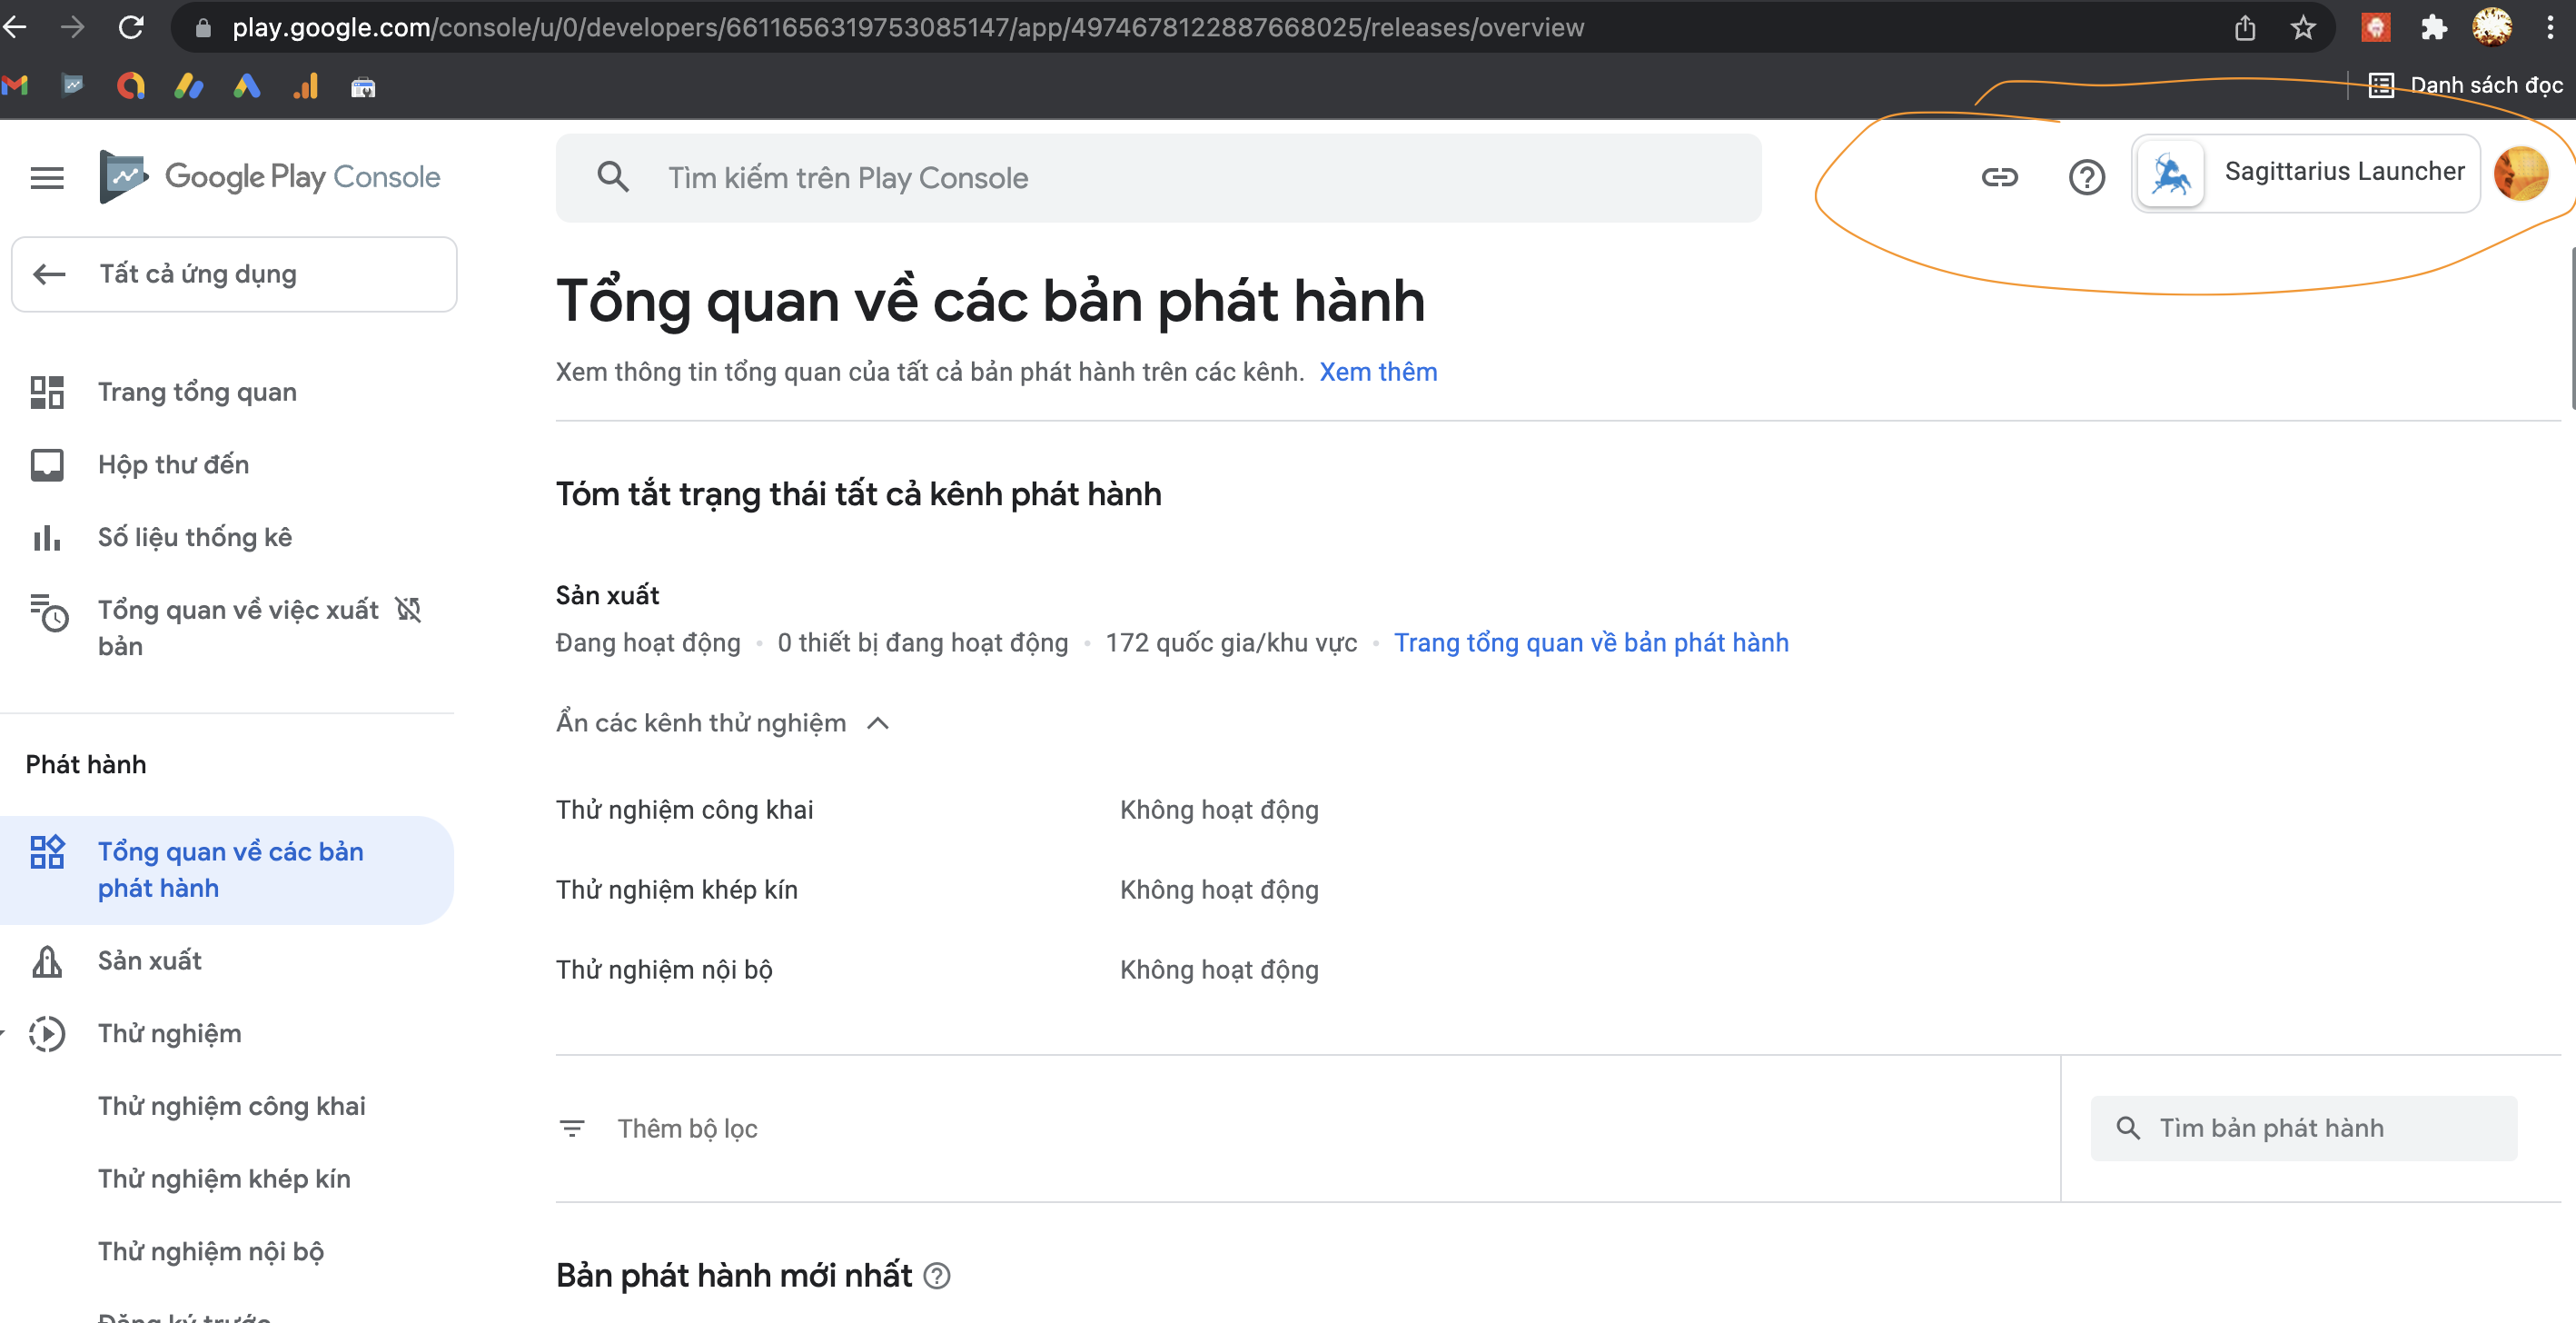 play.google.com/console/u/0/developers/6611656319753085147/app/4974678122887668025/releases/overview
Danh sách đọc
Google Play Console
Tìm kiếm trên Play Console
Sagittarius Launcher
Tất cả ứng dụng
Trang tổng quan
Hộp thư đến
Số liệu thống kê
Tổng quan về việc xuất
bản
Phát hành
Tổng quan về các bản
phát hành
Sản xuất
Thử nghiệm
Thử nghiệm công khai
Thử nghiệm khép kín
Thử nghiệm nội bộ
Đăng ký trước
Tổng quan về các bản phát hành
Xem thông tin tổng quan của tất cả bản phát hành trên các kênh. Xem thêm
Tóm tắt trạng thái tất cả kênh phát hành
Sản xuất
Đang hoạt động • 0 thiết bị đang hoạt động • 172 quốc gia/khu vực • Trang tổng quan về bản phát hành
Ẩn các kênh thử nghiệm
Thử nghiệm công khai Không hoạt động
Thử nghiệm khép kín Không hoạt động
Thử nghiệm nội bộ Không hoạt động
Thêm bộ lọc
Tìm bản phát hành
Bản phát hành mới nhất